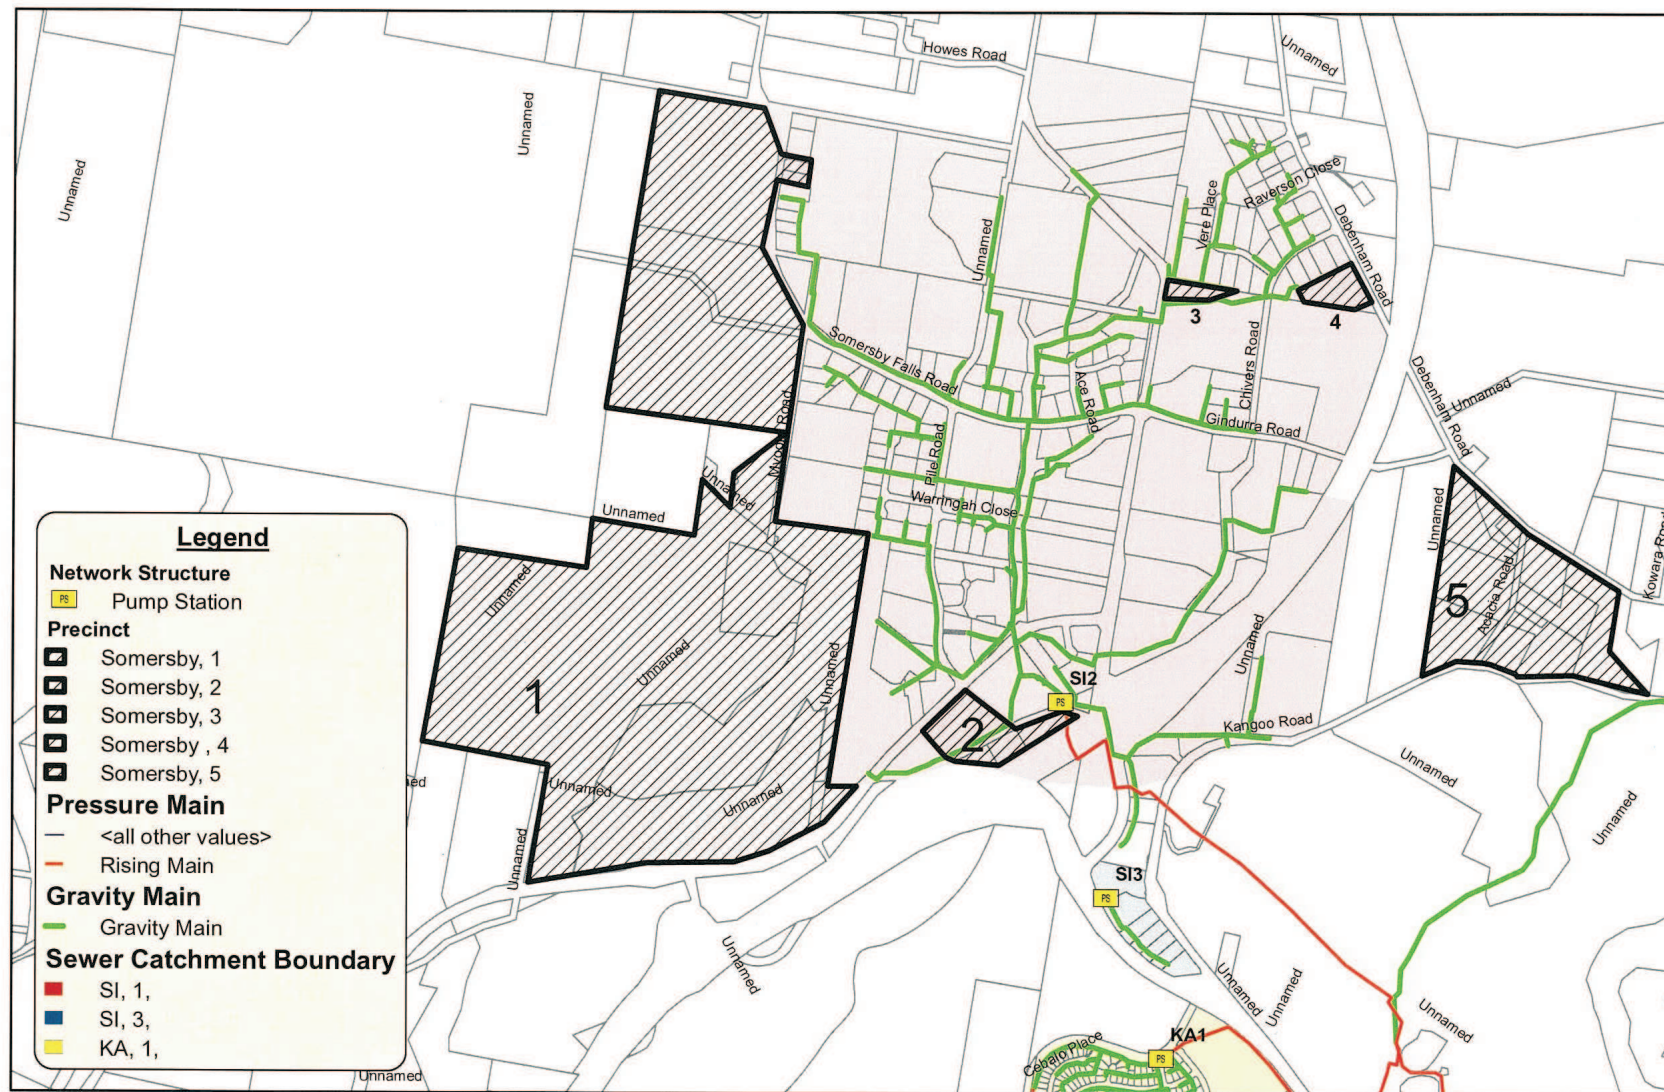 Howes Road
Unnamed
Unnamed
Unnamed
Raverson Close
Vere Place
Debenham Road
Unnamed
3
4
Somersby Falls Road
Ace Road
Chivers Road
Gindurra Road
Debenham Road
Unnamed
Pile Road
Unnamed
Warringah Close
Unnamed
Unnamed
Kowara Road
Acacia Road
5
Unnamed
Unnamed
Unnamed
Unnamed
1
SI2
PS
2
Kangoo Road
Unnamed
Unnamed
Unnamed
Unnamed
Unnamed
SI3
PS
Unnamed
Unnamed
Unnamed
Unnamed
KA1
PS
Cebalo Place
Unnamed
Legend
Network Structure
PS Pump Station
Precinct
Somersby, 1
Somersby, 2
Somersby, 3
Somersby , 4
Somersby, 5
Pressure Main
<all other values>
Rising Main
Gravity Main
Gravity Main
Sewer Catchment Boundary
SI, 1,
SI, 3,
KA, 1,